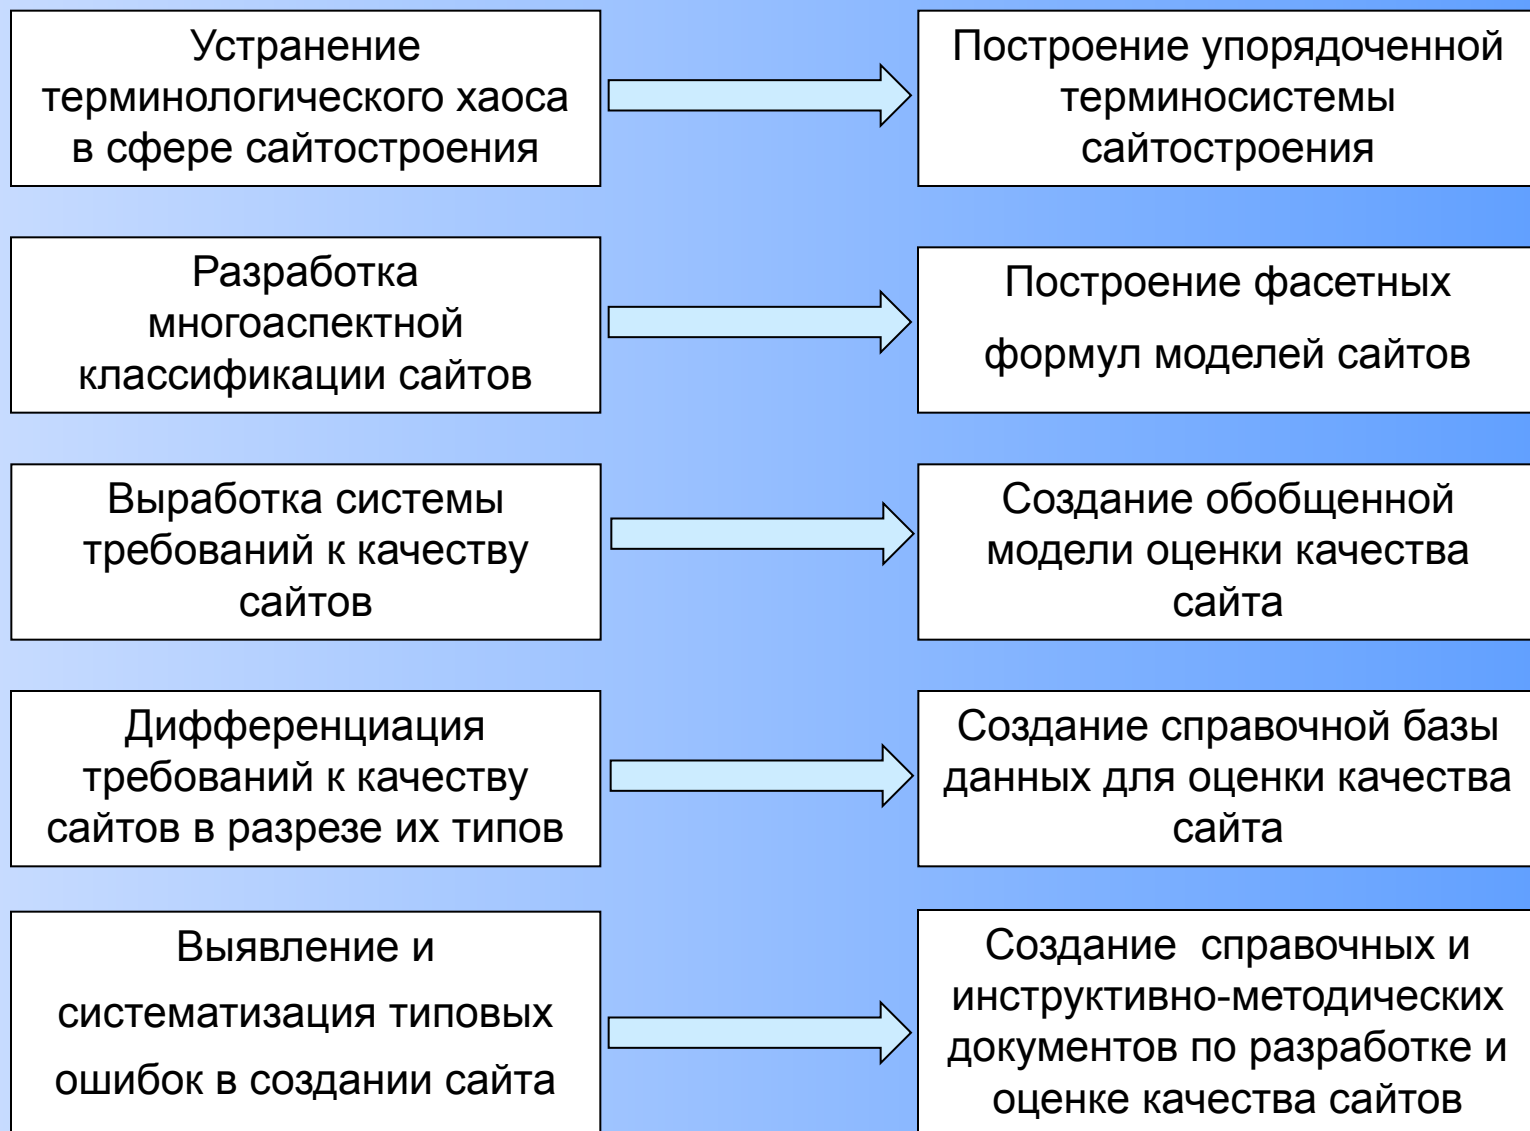 Устранение
терминологического хаоса
в сфере сайтостроения
Построение упорядоченной
терминосистемы
сайтостроения
Разработка
многоаспектной
классификации сайтов
Построение фасетных
формул моделей сайтов
Выработка системы
требований к качеству
сайтов
Создание обобщенной
модели оценки качества
сайта
Дифференциация
требований к качеству
сайтов в разрезе их типов
Создание справочной базы
данных для оценки качества
сайта
Выявление и
систематизация типовых
ошибок в создании сайта
Создание  справочных и
инструктивно-методических
документов по разработке и
оценке качества сайтов